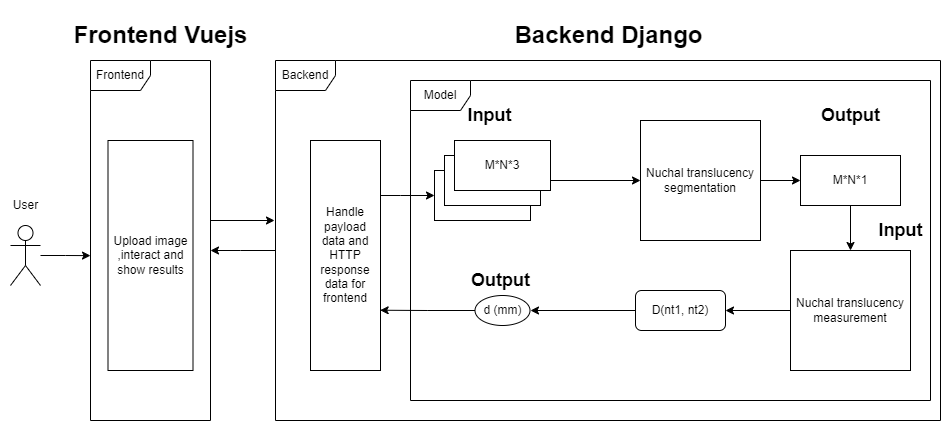 Frontend Vuejs
Backend Django
Frontend
Backend
Model
Input
Output
M*N*3
Nuchal translucency
segmentation
M*N*1
User
Upload image
,interact and
show results
Handle
payload
data and
HTTP
response
data for
frontend
Input
Output
d (mm)
D(nt1, nt2)
Nuchal translucency
measurement